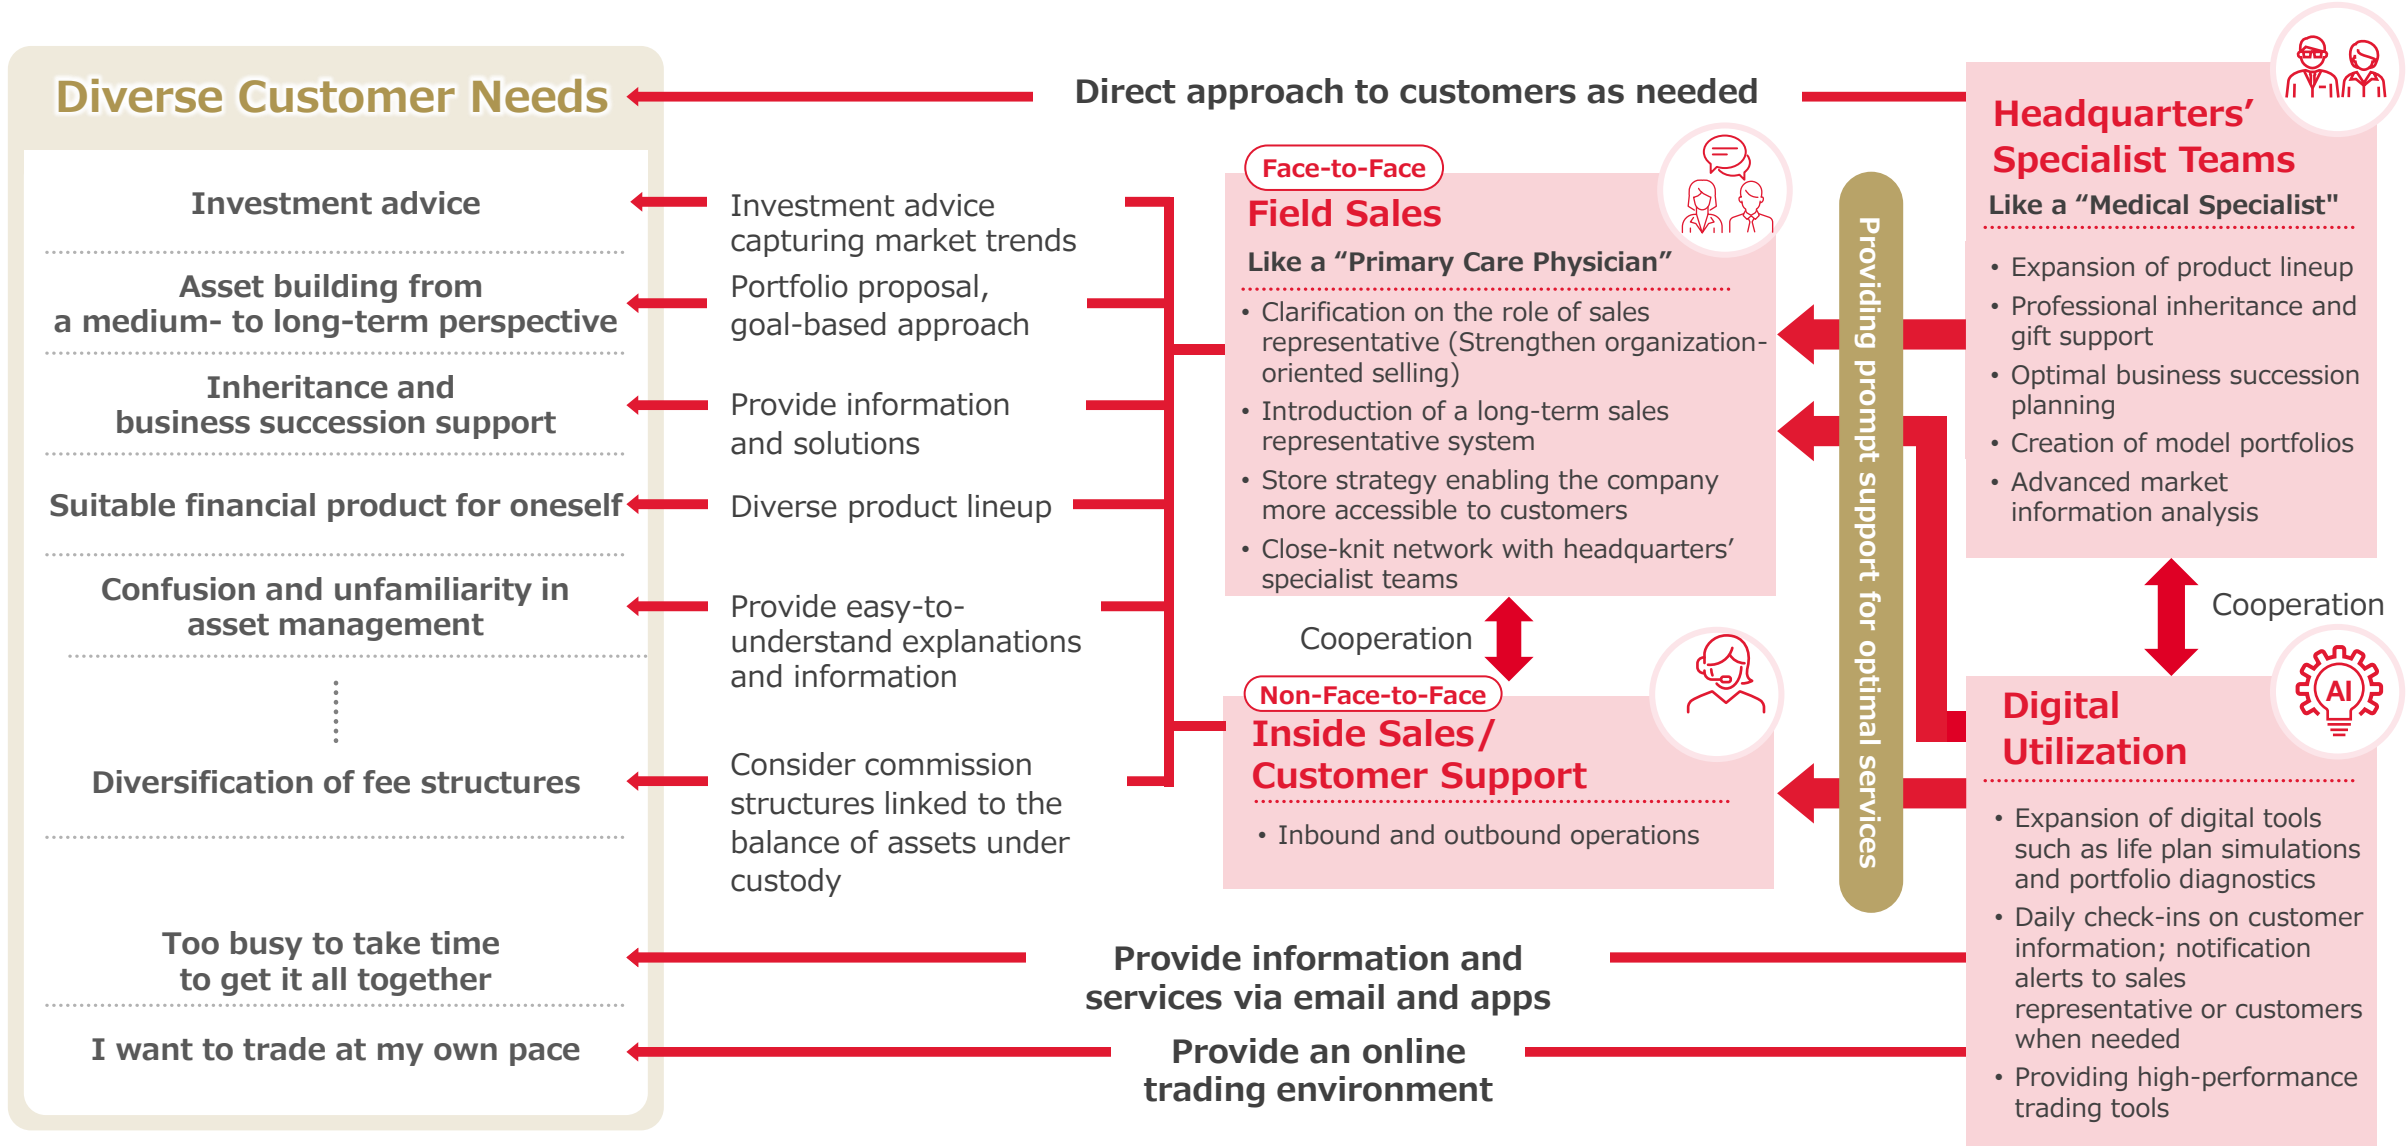 Diverse Customer Needs
Investment advice
Asset building from
a medium- to long-term perspective
Inheritance and
business succession support
Suitable financial product for oneself
Confusion and unfamiliarity in
asset management
Diversification of fee structures
Too busy to take time
to get it all together
I want to trade at my own pace
Direct approach to customers as needed
Investment advice
capturing market trends
Portfolio proposal,
goal-based approach
Provide information
and solutions
Diverse product lineup
Provide easy-to-
understand explanations
and information
Consider commission
structures linked to the
balance of assets under
custody
Provide information and
services via email and apps
Provide an online
trading environment
Face-to-Face
Field Sales
Like a “Primary Care Physician”
• Clarification on the role of sales
representative (Strengthen organization-
oriented selling)
• Introduction of a long-term sales
representative system
• Store strategy enabling the company
more accessible to customers
• Close-knit network with headquarters’
specialist teams
Cooperation
Non-Face-to-Face
Inside Sales/
Customer Support
• Inbound and outbound operations
Providing prompt support for optimal services
Headquarters’
Specialist Teams
Like a “Medical Specialist"
• Expansion of product lineup
• Professional inheritance and
gift support
• Optimal business succession
planning
• Creation of model portfolios
• Advanced market
information analysis
Cooperation
AI
Digital
Utilization
• Expansion of digital tools
such as life plan simulations
and portfolio diagnostics
• Daily check-ins on customer
information; notification
alerts to sales
representative or customers
when needed
• Providing high-performance
trading tools